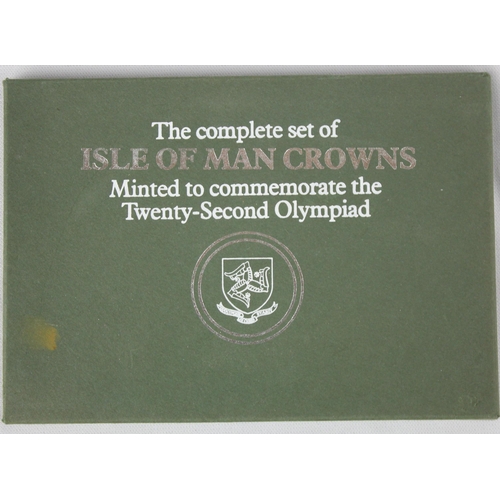 The complete set of
ISLE OF MAN CROWNS
Minted to commemorate the
Twenty-Second Olympiad